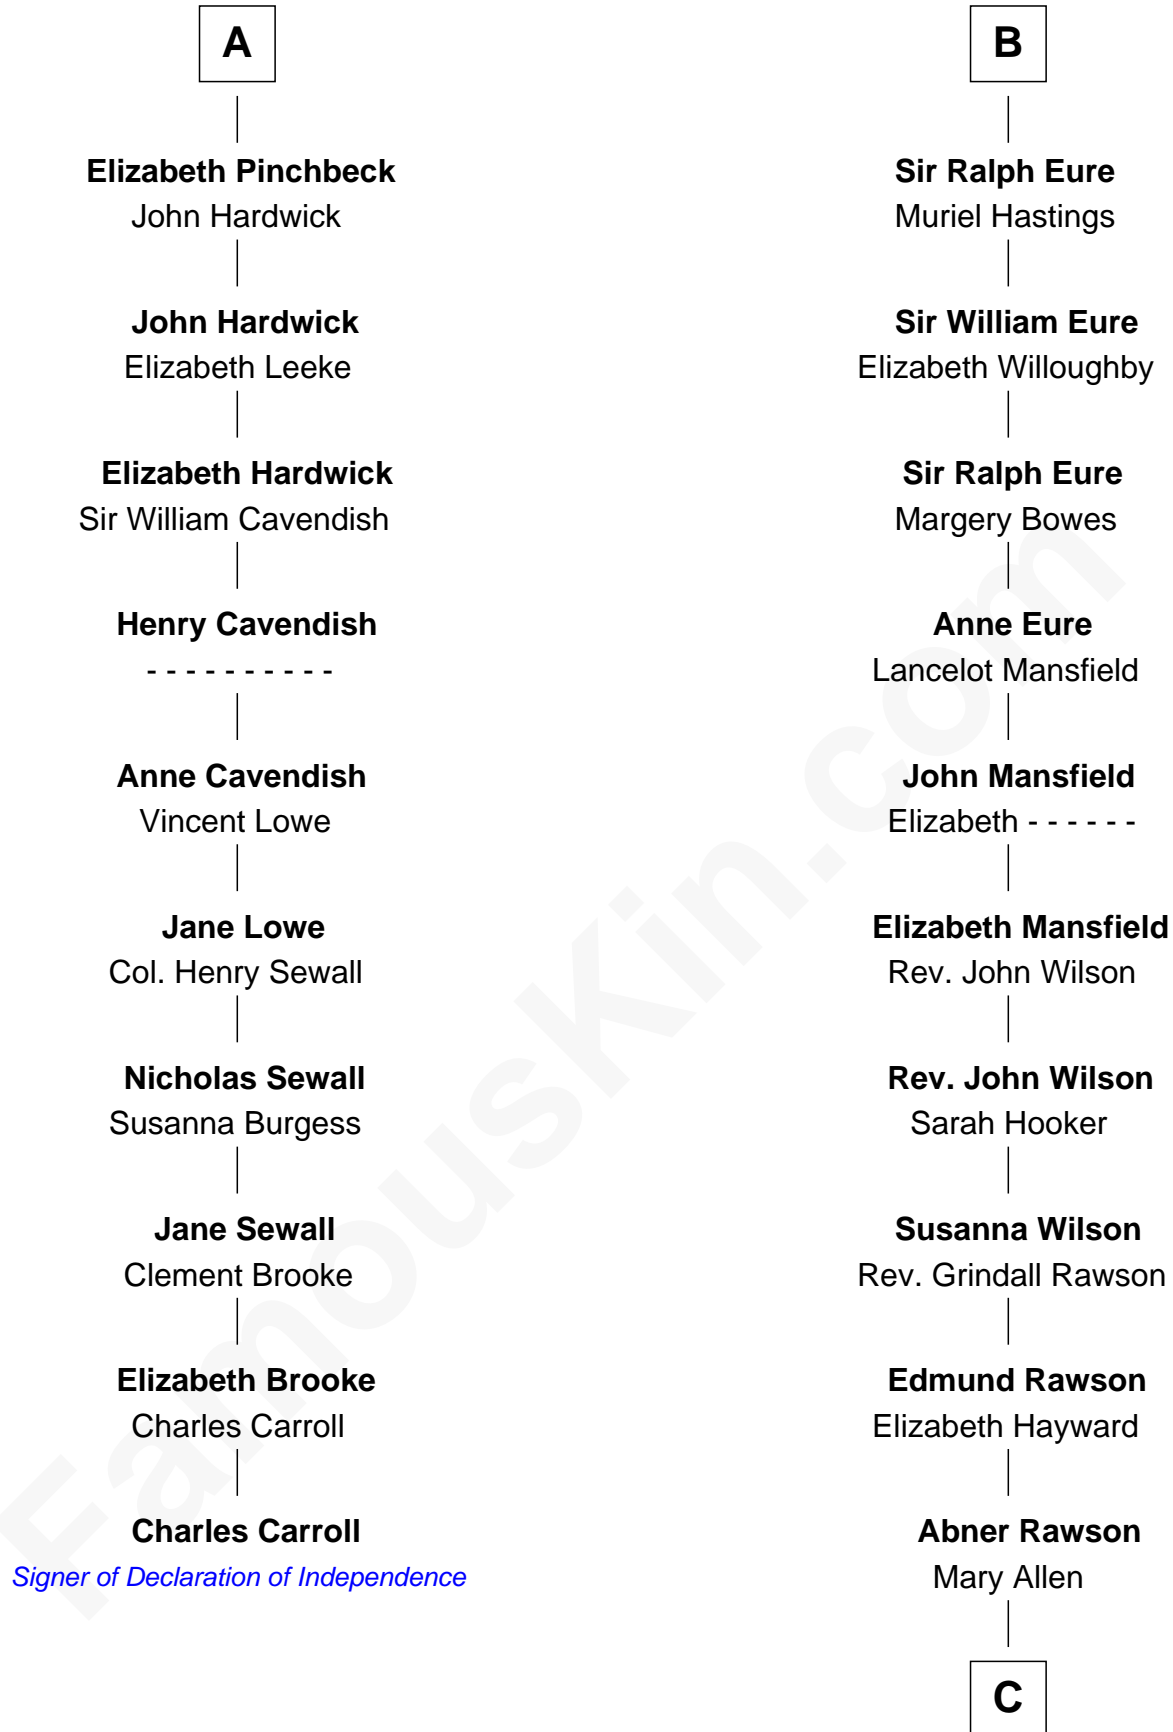 A
Elizabeth Pinchbeck
John Hardwick
John Hardwick
Elizabeth Leeke
Elizabeth Hardwick
Sir William Cavendish
Henry Cavendish
- - - - - - - - - -
Anne Cavendish
Vincent Lowe
Jane Lowe
Col. Henry Sewall
Nicholas Sewall
Susanna Burgess
Jane Sewall
Clement Brooke
Elizabeth Brooke
Charles Carroll
Charles Carroll
Signer of Declaration of Independence
B
Sir Ralph Eure
Muriel Hastings
Sir William Eure
Elizabeth Willoughby
Sir Ralph Eure
Margery Bowes
Anne Eure
Lancelot Mansfield
John Mansfield
Elizabeth - - - - - -
Elizabeth Mansfield
Rev. John Wilson
Rev. John Wilson
Sarah Hooker
Susanna Wilson
Rev. Grindall Rawson
Edmund Rawson
Elizabeth Hayward
Abner Rawson
Mary Allen
C
FamousKin.com